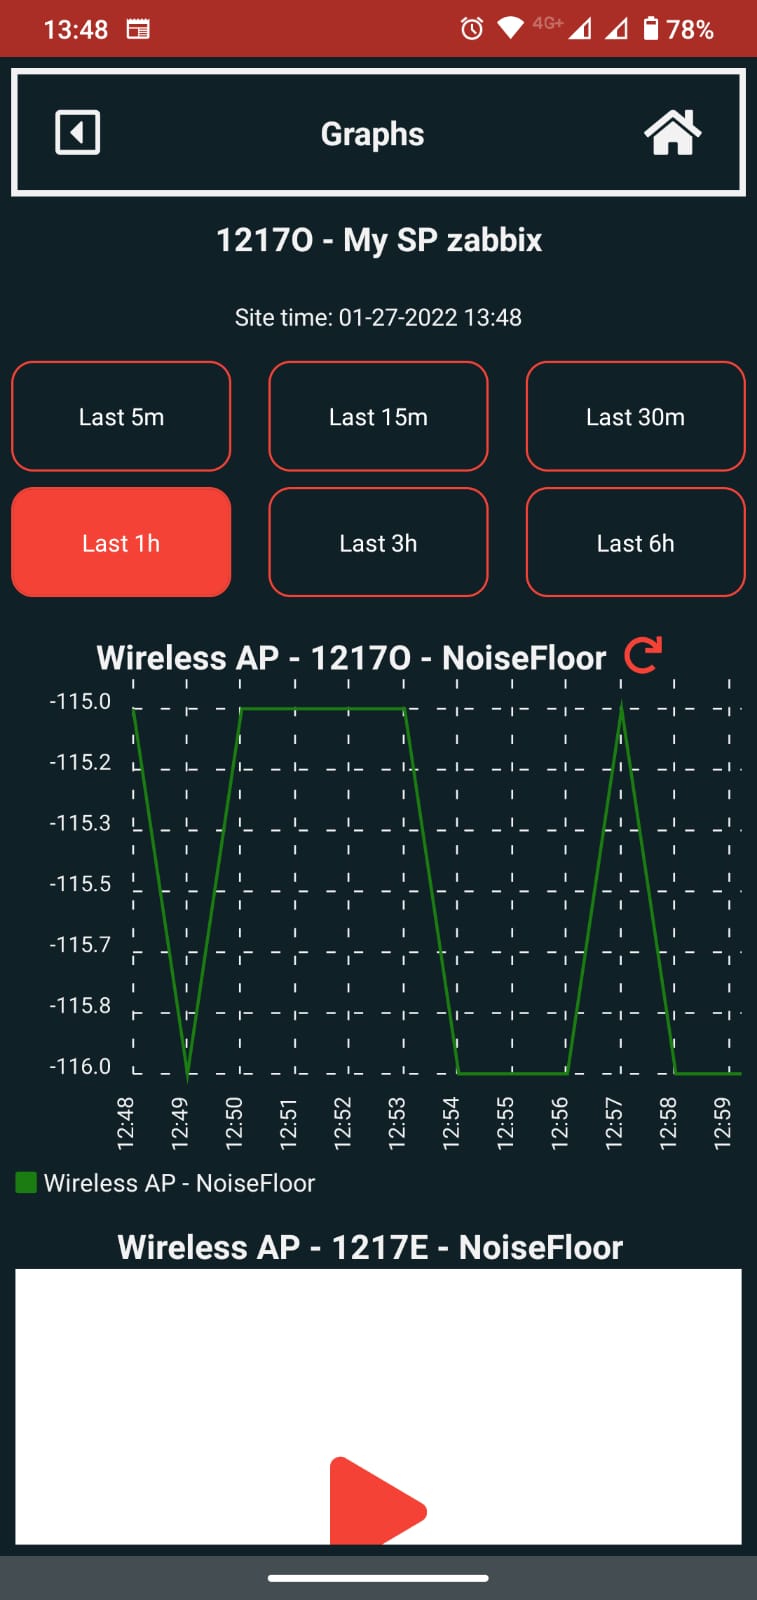 13:48 4G+ 78%
Graphs
1217O - My SP zabbix
Site time: 01-27-2022 13:48
Last 5m Last 15m Last 30m
Last 1h Last 3h Last 6h
Wireless AP - 1217O - NoiseFloor
-115.0
-115.2
-115.3
-115.5
-115.7
-115.8
-116.0
12:48 12:49 12:50 12:51 12:52 12:53 12:54 12:55 12:56 12:57 12:58 12:59
Wireless AP - NoiseFloor
Wireless AP - 1217E - NoiseFloor